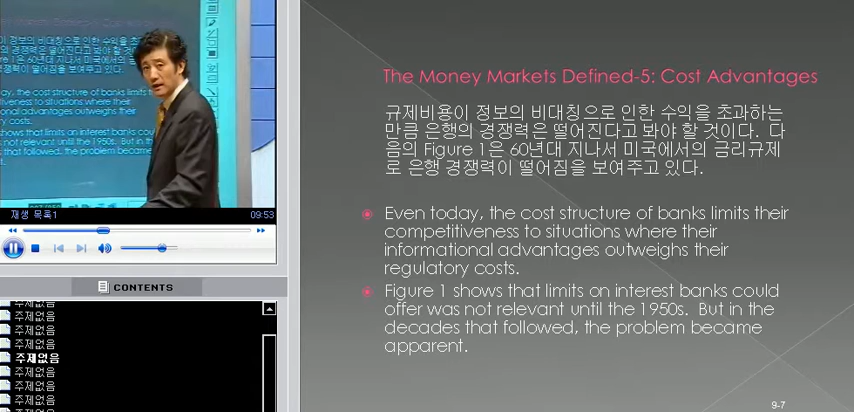 재생 목록1
09:53
CONTENTS
주제없음
주제없음
주제없음
주제없음
주제없음
주제없음
주제없음
주제없음
The Money Markets Defined-5: Cost Advantages
규제비용이 정보의 비대칭으로 인한 수익을 초과하는
만큼 은행의 경쟁력은 떨어진다고 봐야 할 것이다. 다
음의 Figure 1은 60년대 지나서 미국에서의 금리규제
로 은행 경쟁력이 떨어짐을 보여주고 있다.
Even today, the cost structure of banks limits their
competitiveness to situations where their
informational advantages outweighs their
regulatory costs.
Figure 1 shows that limits on interest banks could
offer was not relevant until the 1950s. But in the
decades that followed, the problem became
apparent.
9-7